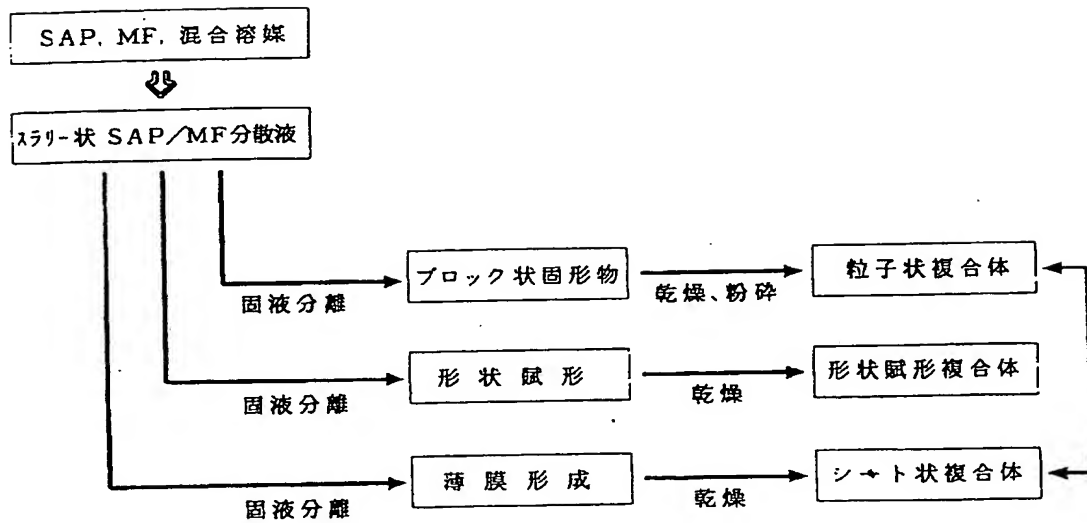 SAP, MF, 混合溶媒
スラリー状 SAP/MF分散液
固液分離
ブロック状固形物
乾燥、粉砕
粒子状複合体
固液分離
形状賦形
乾燥
形状賦形複合体
固液分離
薄膜形成
乾燥
シート状複合体